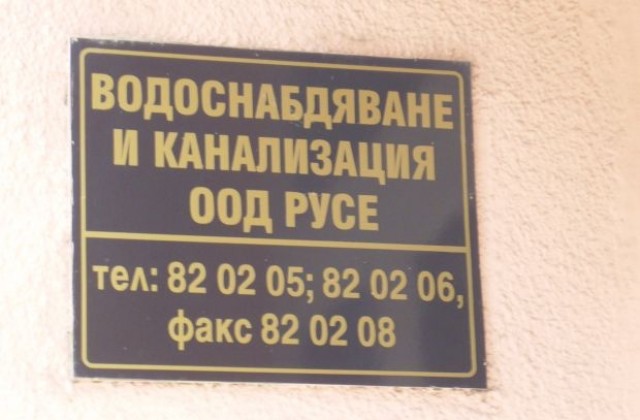 ВОДОСНАБДЯВАНЕ
И КАНАЛИЗАЦИЯ
ООД РУСЕ
тел: 82 02 05; 82 02 06,
факс 82 02 08